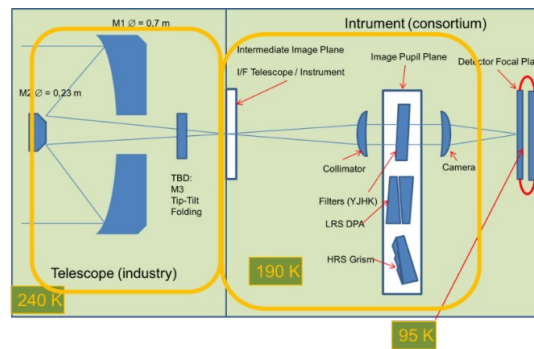 M1 Ø = 0,7 m
Intrument (consortium)
Intermediate Image Plane
Image Pupil Plane
I/F Telescope / Instrument
Detector Focal Pla
M2 Ø = 0,23 m
TBD:
M3
Tip-Tilt
Folding
Collimator
Camera
Filters (YJHK)
LRS DPA
HRS Grism
Telescope (industry)
240 K
190 K
95 K